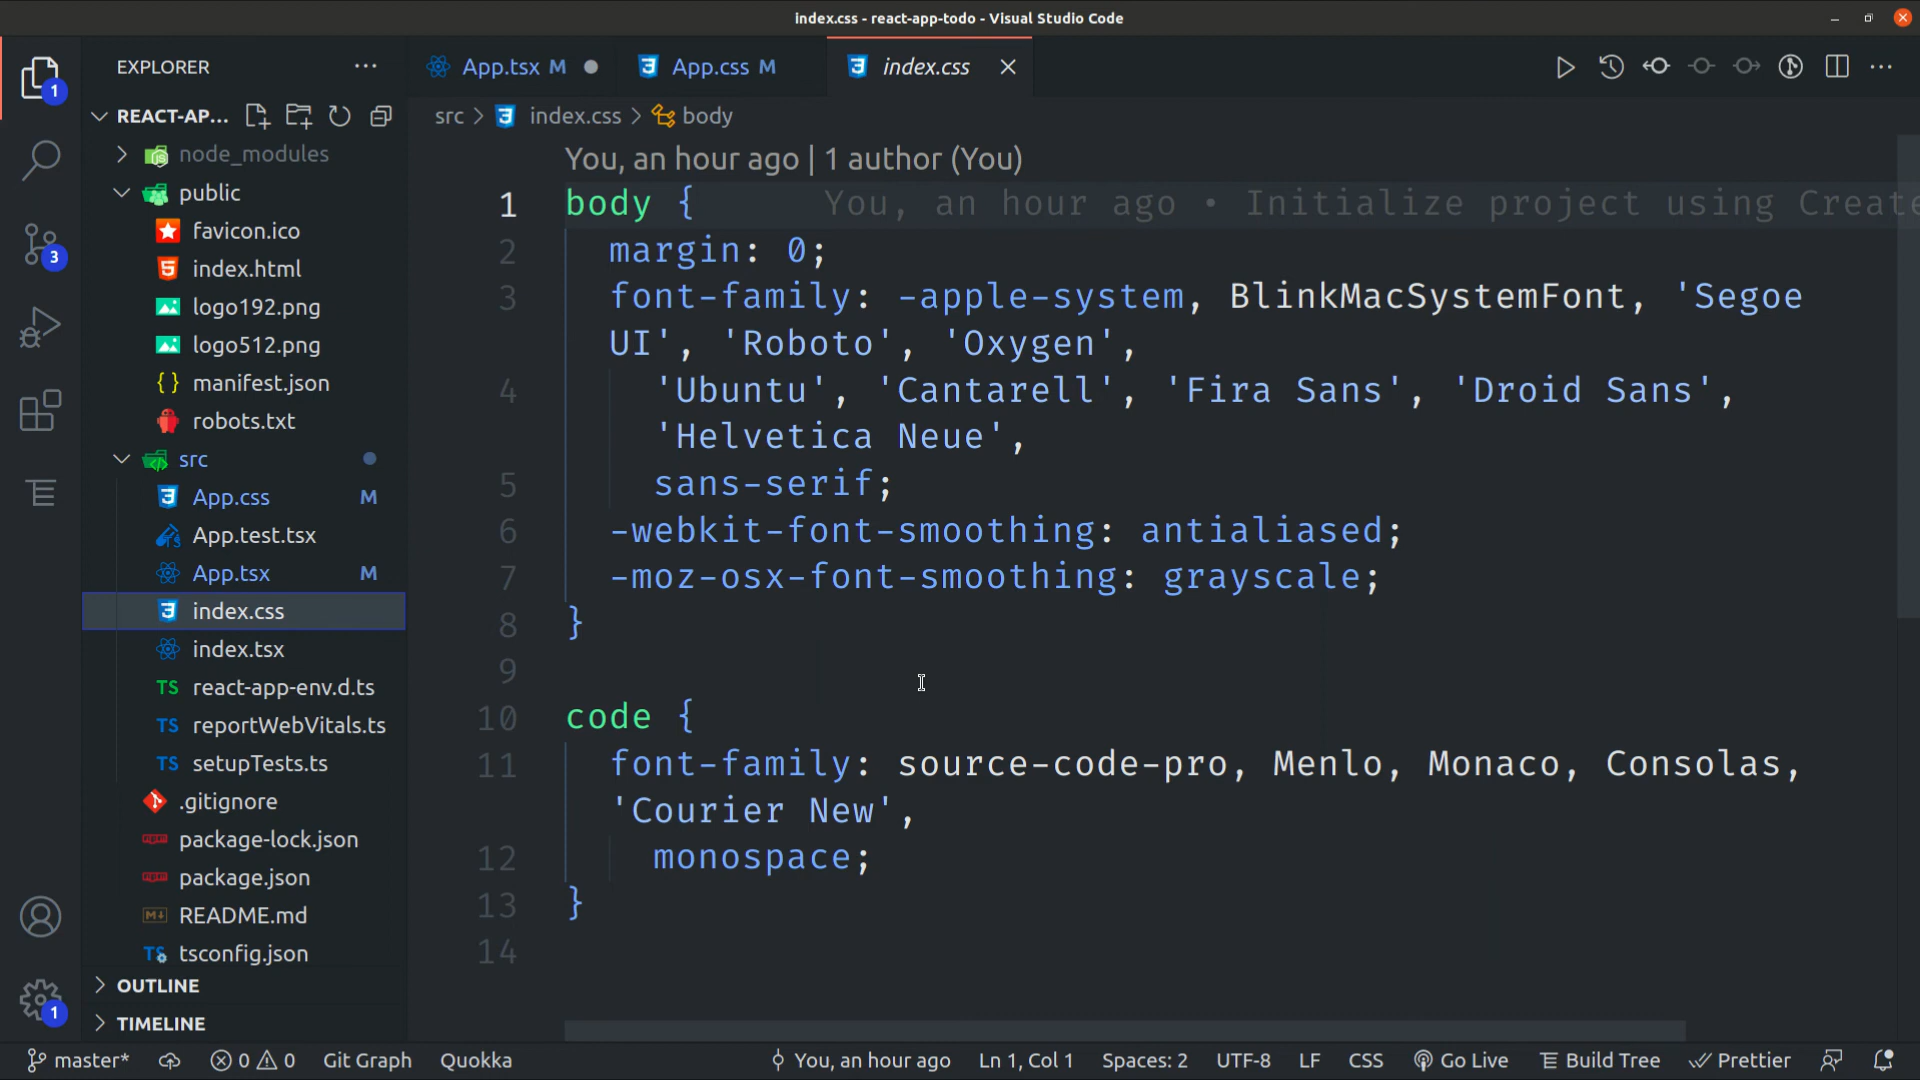 index.css - react-app-todo - Visual Studio Code
EXPLORER
REACT-AP...
node_modules
public
favicon.ico
index.html
logo192.png
logo512.png
manifest.json
robots.txt
src
App.css M
App.test.tsx
App.tsx M
index.css
index.tsx
TS react-app-env.d.ts
TS reportWebVitals.ts
TS setupTests.ts
.gitignore
package-lock.json
package.json
README.md
TS tsconfig.json
OUTLINE
TIMELINE
1
3
1
App.tsx M
App.css M
index.css
src > index.css > body
You, an hour ago | 1 author (You)
1 body { You, an hour ago • Initialize project using Create
2 margin: 0;
3 font-family: -apple-system, BlinkMacSystemFont, 'Segoe
UI', 'Roboto', 'Oxygen',
4 'Ubuntu', 'Cantarell', 'Fira Sans', 'Droid Sans',
'Helvetica Neue',
5 sans-serif;
6 -webkit-font-smoothing: antialiased;
7 -moz-osx-font-smoothing: grayscale;
8 }
9
10 code {
11 font-family: source-code-pro, Menlo, Monaco, Consolas,
'Courier New',
12 monospace;
13 }
14
master* 0 0 Git Graph Quokka You, an hour ago Ln 1, Col 1 Spaces: 2 UTF-8 LF CSS Go Live Build Tree Prettier